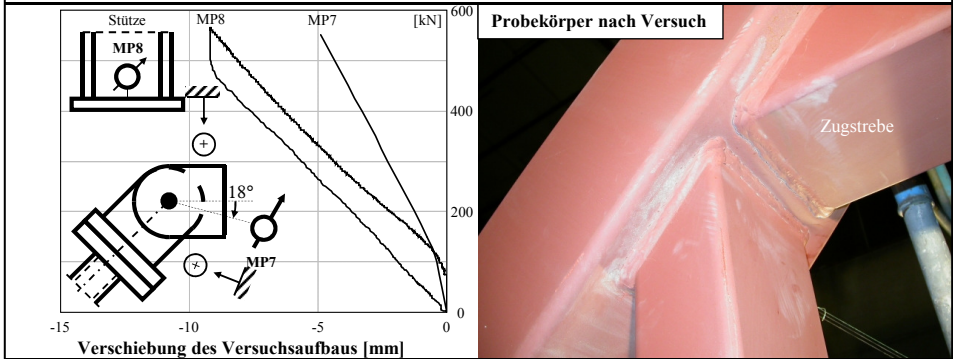 Stütze
MP8
MP7
[kN]
600
MP8
400
18°
200
MP7
0
-15
-10
-5
0
Verschiebung des Versuchsaufbaus [mm]
Probekörper nach Versuch
Zugstrebe